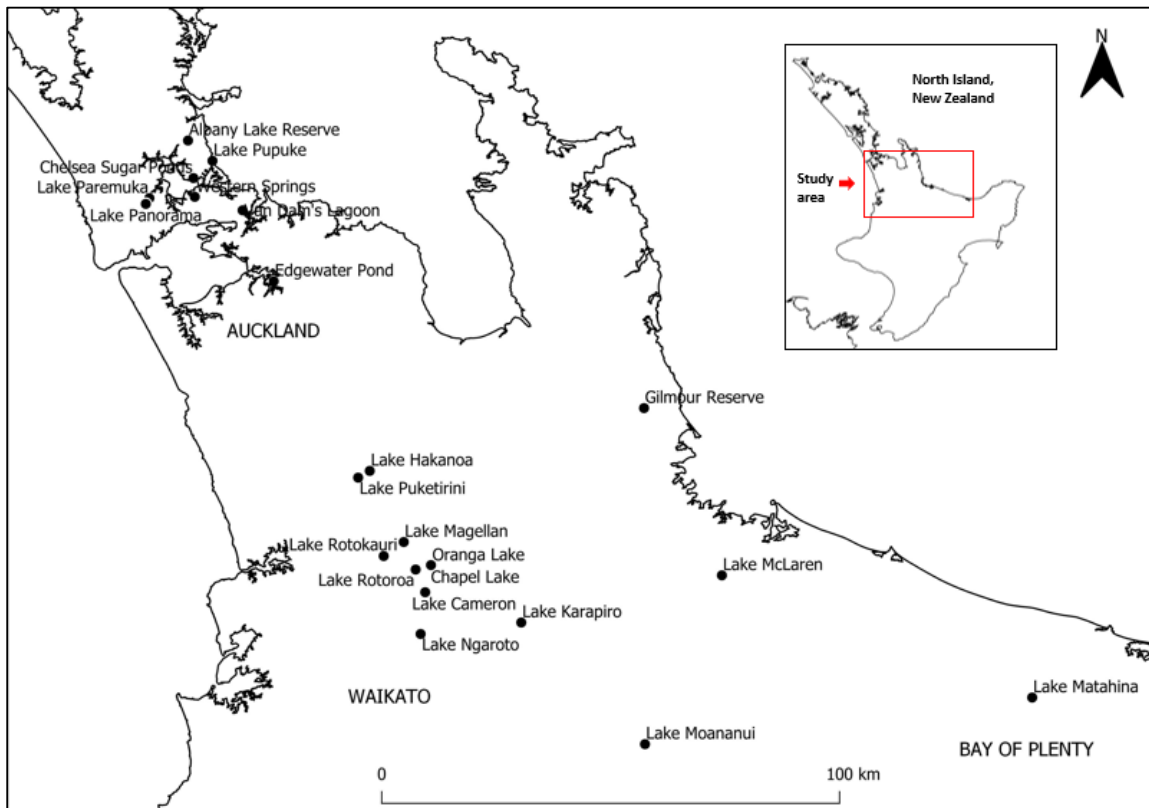 N
North Island,
New Zealand
Study
area
Albany Lake Reserve
Lake Pupuke
Chelsea Sugar Ponds
Lake Paremuka
Western Springs
Lake Panorama
Van Dam's Lagoon
Edgewater Pond
AUCKLAND
Gilmour Reserve
Lake Hakanoa
Lake Puketirini
Lake Magellan
Lake Rotokauri
Oranga Lake
Lake McLaren
Lake Rotoroa
Chapel Lake
Lake Cameron
Lake Karapiro
Lake Ngaroto
WAIKATO
Lake Matahina
Lake Moananui
BAY OF PLENTY
0
100 km